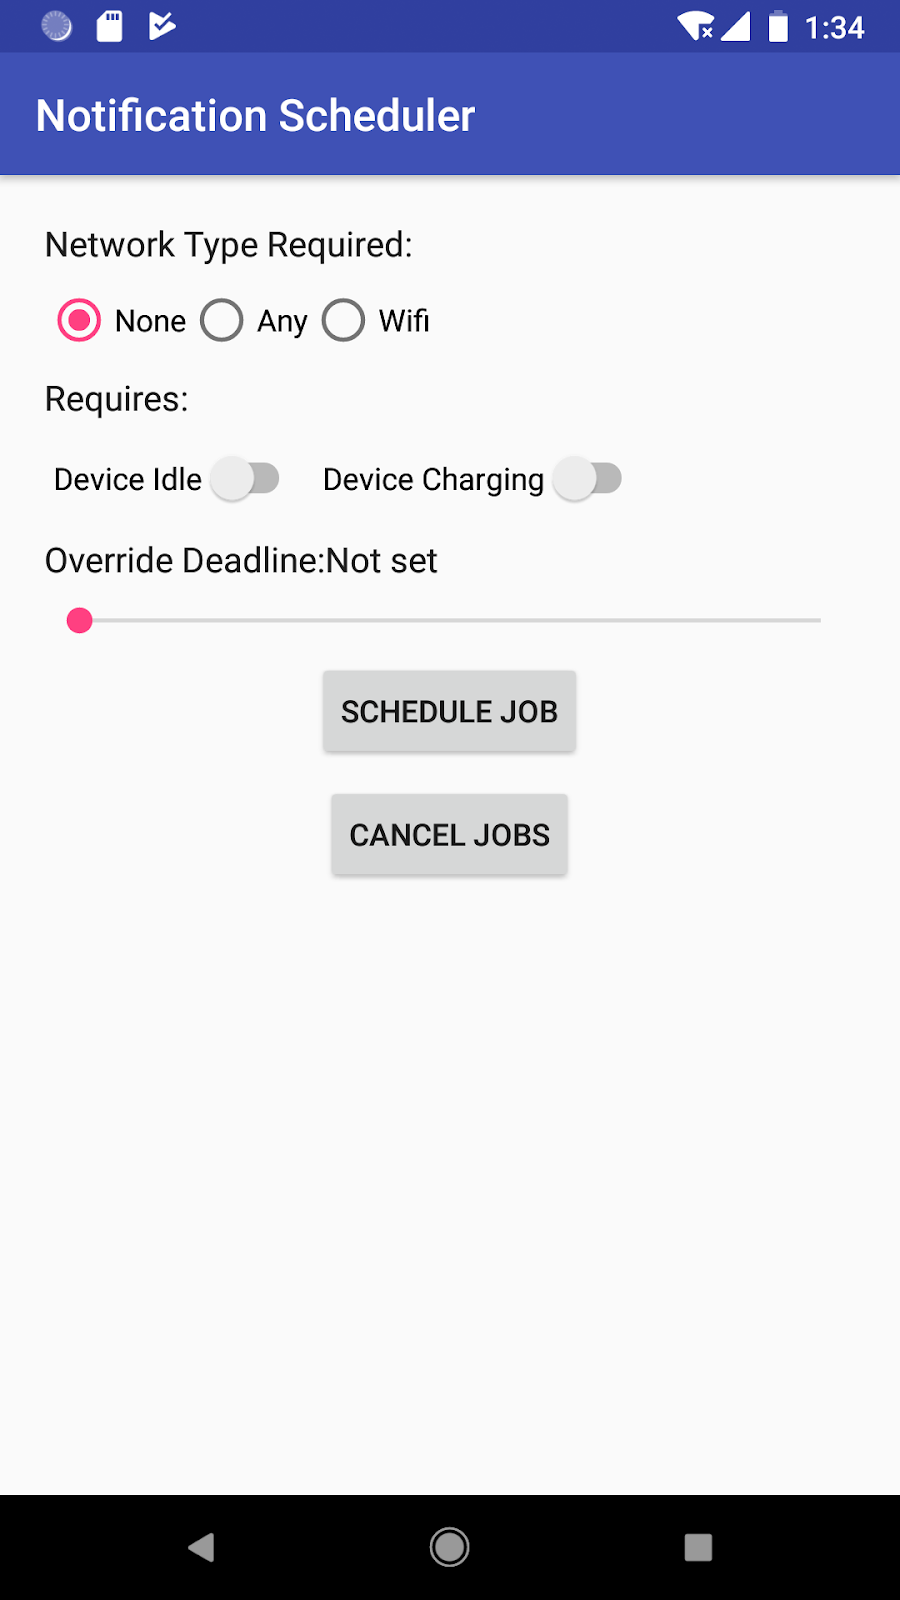 1:34
Notification Scheduler
Network Type Required:
None Any Wifi
Requires:
Device Idle Device Charging
Override Deadline:Not set
SCHEDULE JOB
CANCEL JOBS